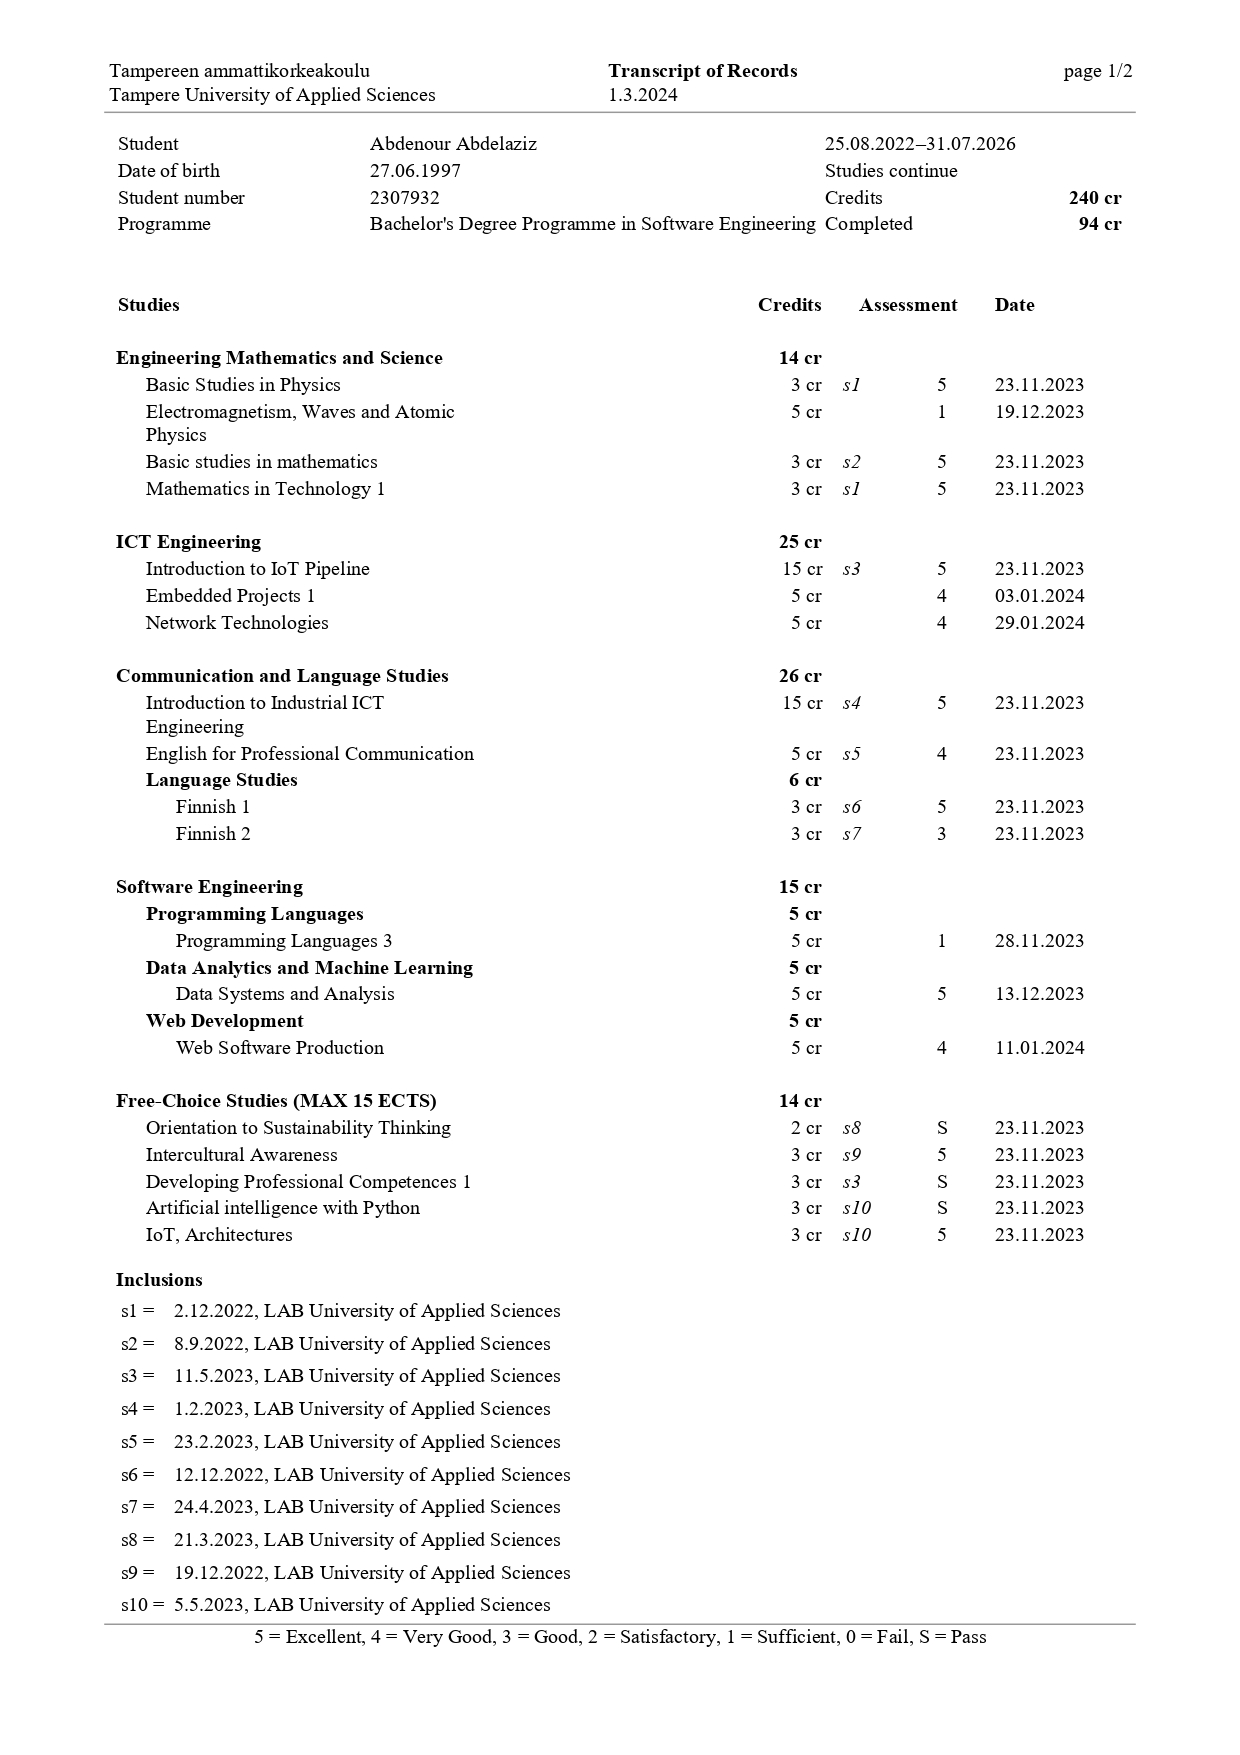 Tampereen ammattikorkeakoulu Transcript of Records page 1/2
Tampere University of Applied Sciences 1.3.2024
Student Abdenour Abdelaziz 25.08.2022–31.07.2026
Date of birth 27.06.1997 Studies continue
Student number 2307932 Credits 240 cr
Programme Bachelor's Degree Programme in Software Engineering Completed 94 cr
Studies Credits Assessment Date
Engineering Mathematics and Science 14 cr
Basic Studies in Physics 3 cr s1 5 23.11.2023
Electromagnetism, Waves and Atomic 5 cr 1 19.12.2023
Physics
Basic studies in mathematics 3 cr s2 5 23.11.2023
Mathematics in Technology 1 3 cr s1 5 23.11.2023
ICT Engineering 25 cr
Introduction to IoT Pipeline 15 cr s3 5 23.11.2023
Embedded Projects 1 5 cr 4 03.01.2024
Network Technologies 5 cr 4 29.01.2024
Communication and Language Studies 26 cr
Introduction to Industrial ICT 15 cr s4 5 23.11.2023
Engineering
English for Professional Communication 5 cr s5 4 23.11.2023
Language Studies 6 cr
Finnish 1 3 cr s6 5 23.11.2023
Finnish 2 3 cr s7 3 23.11.2023
Software Engineering 15 cr
Programming Languages 5 cr
Programming Languages 3 5 cr 1 28.11.2023
Data Analytics and Machine Learning 5 cr
Data Systems and Analysis 5 cr 5 13.12.2023
Web Development 5 cr
Web Software Production 5 cr 4 11.01.2024
Free-Choice Studies (MAX 15 ECTS) 14 cr
Orientation to Sustainability Thinking 2 cr s8 S 23.11.2023
Intercultural Awareness 3 cr s9 5 23.11.2023
Developing Professional Competences 1 3 cr s3 S 23.11.2023
Artificial intelligence with Python 3 cr s10 S 23.11.2023
IoT, Architectures 3 cr s10 5 23.11.2023
Inclusions
s1 = 2.12.2022, LAB University of Applied Sciences
s2 = 8.9.2022, LAB University of Applied Sciences
s3 = 11.5.2023, LAB University of Applied Sciences
s4 = 1.2.2023, LAB University of Applied Sciences
s5 = 23.2.2023, LAB University of Applied Sciences
s6 = 12.12.2022, LAB University of Applied Sciences
s7 = 24.4.2023, LAB University of Applied Sciences
s8 = 21.3.2023, LAB University of Applied Sciences
s9 = 19.12.2022, LAB University of Applied Sciences
s10 = 5.5.2023, LAB University of Applied Sciences
5 = Excellent, 4 = Very Good, 3 = Good, 2 = Satisfactory, 1 = Sufficient, 0 = Fail, S = Pass